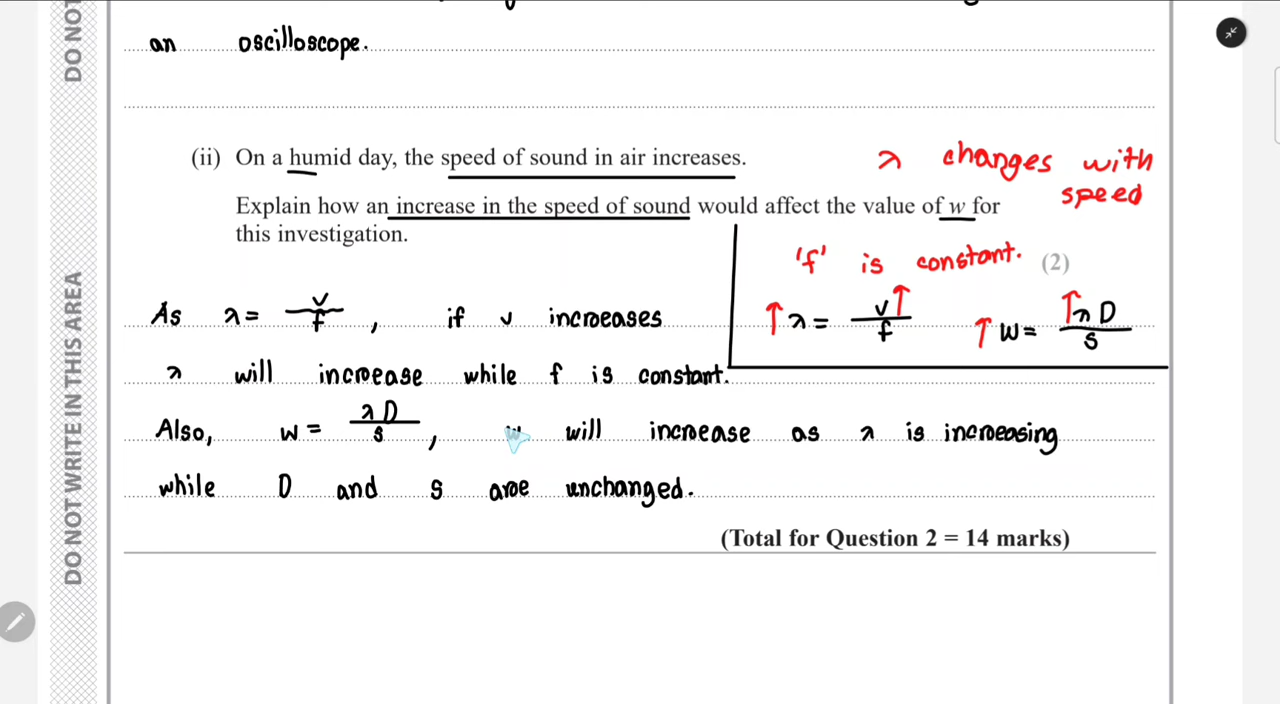 an oscilloscope.
(ii) On a humid day, the speed of sound in air increases.
λ changes with
speed
Explain how an increase in the speed of sound would affect the value of w for
this investigation.
'f' is constant. (2)
↑λ = v↑/f ↑w = ↑λD/s
As λ = v/f, if v increases
λ will increase while f is constant.
Also, w = λD/s, w will increase as λ is increasing
while D and s are unchanged.
(Total for Question 2 = 14 marks)
DO NOT
DO NOT WRITE IN THIS AREA